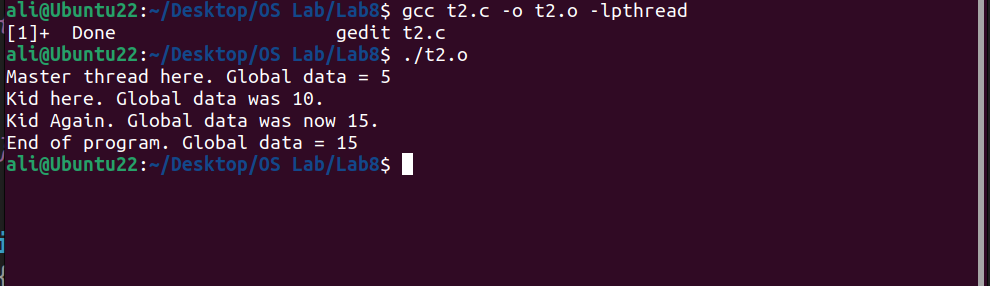 ali@Ubuntu22:~/Desktop/OS Lab/Lab8$ gcc t2.c -o t2.o -lpthread
[1]+  Done                    gedit t2.c
ali@Ubuntu22:~/Desktop/OS Lab/Lab8$ ./t2.o
Master thread here. Global data = 5
Kid here. Global data was 10.
Kid Again. Global data was now 15.
End of program. Global data = 15
ali@Ubuntu22:~/Desktop/OS Lab/Lab8$